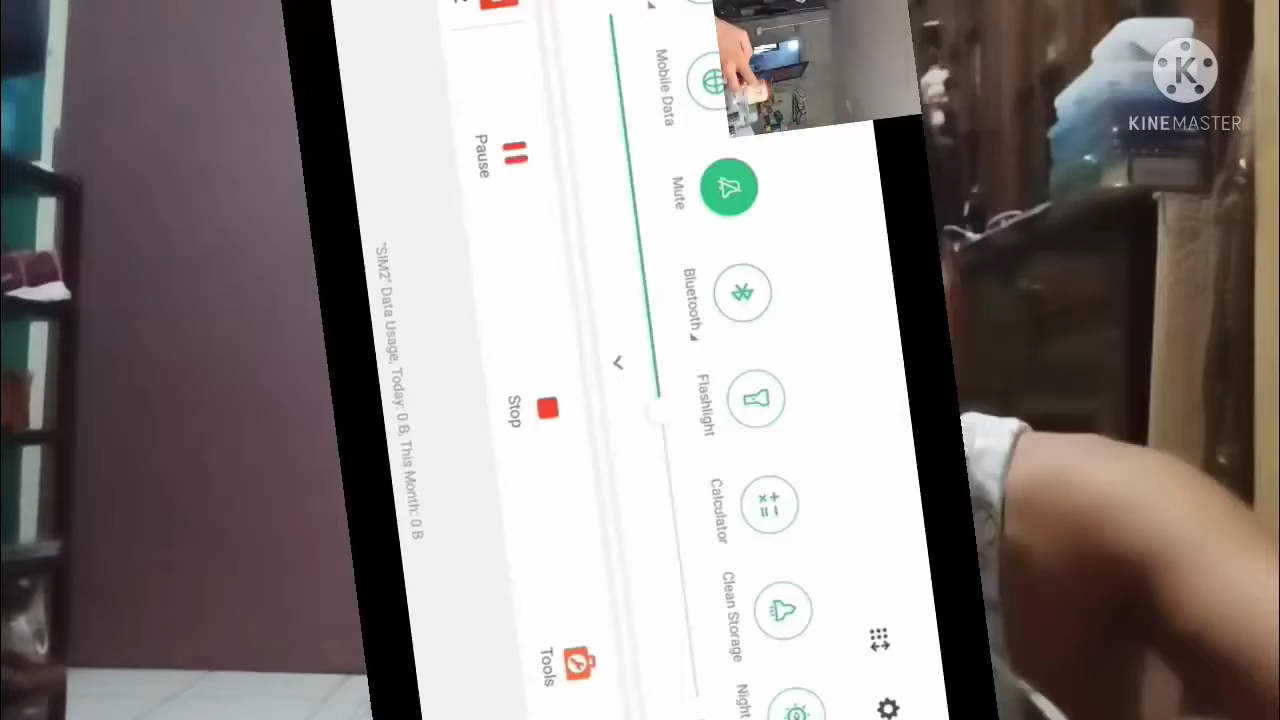 Mobile Data
Mute
Bluetooth
Flashlight
Calculator
Clean Storage
Night
Pause
Stop
Tools
"SIM2" Data Usage, Today: 0 B, This Month: 0 B
K
KINEMASTER